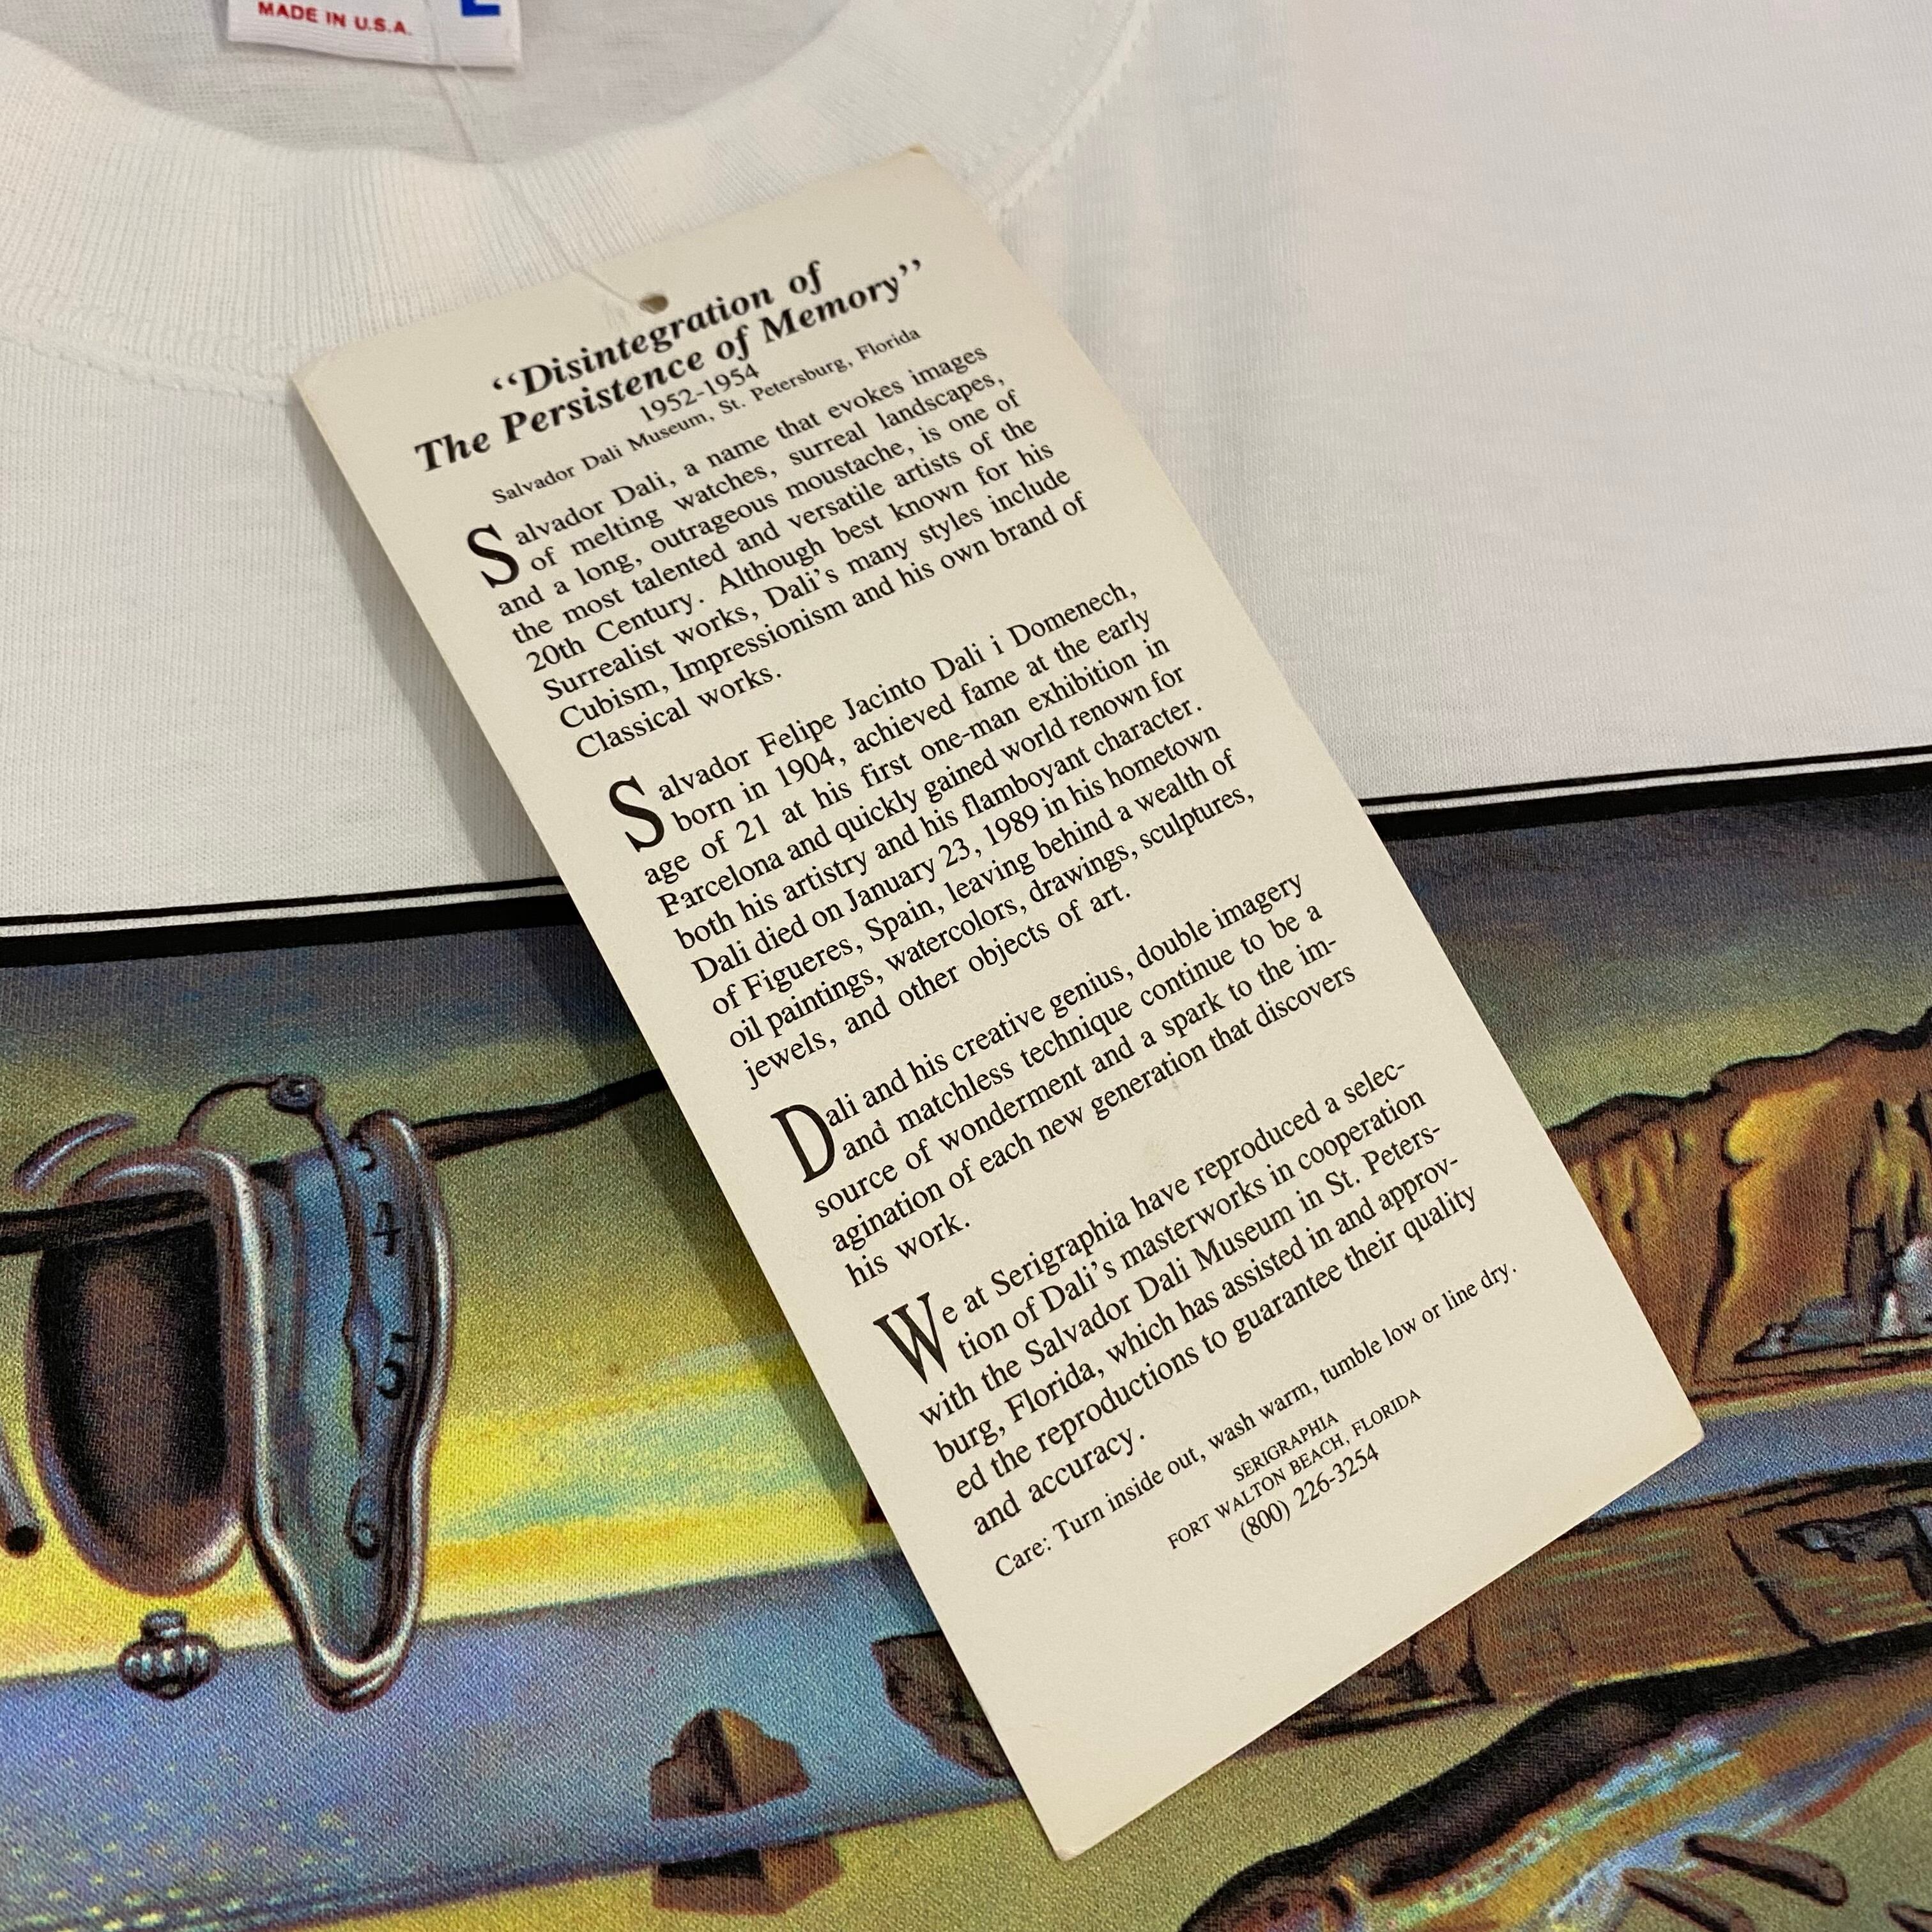 MADE IN U.S.A.
“Disintegration of
The Persistence of Memory”
1952-1954
Salvador Dali Museum, St. Petersburg, Florida
Salvador Dali, a name that evokes images
of melting watches, surreal landscapes,
and a long, outrageous moustache, is one of
the most talented and versatile artists of the
20th Century. Although best known for his
Surrealist works, Dali's many styles include
Cubism, Impressionism and his own brand of
Classical works.
Salvador Felipe Jacinto Dali i Domenech,
born in 1904, achieved fame at the early
age of 21 at his first one-man exhibition in
Barcelona and quickly gained world renown for
both his artistry and his flamboyant character.
Dali died on January 23, 1989 in his hometown
of Figueres, Spain, leaving behind a wealth of
oil paintings, watercolors, drawings, sculptures,
jewels, and other objects of art.
Dali and his creative genius, double imagery
and matchless technique continue to be a
source of wonderment and a spark to the im-
agination of each new generation that discovers
his work.
We at Serigraphia have reproduced a selec-
tion of Dali's masterworks in cooperation
with the Salvador Dali Museum in St. Peters-
burg, Florida, which has assisted in and approv-
ed the reproductions to guarantee their quality
and accuracy.
Care: Turn inside out, wash warm, tumble low or line dry.
SERIGRAPHIA
FORT WALTON BEACH, FLORIDA
(800) 226-3254
4
5
6